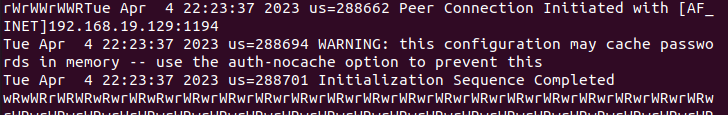 rWrWWrWWRTue Apr  4 22:23:37 2023 us=288662 Peer Connection Initiated with [AF_
INET]192.168.19.129:1194
Tue Apr  4 22:23:37 2023 us=288694 WARNING: this configuration may cache passwo
rds in memory -- use the auth-nocache option to prevent this
Tue Apr  4 22:23:37 2023 us=288701 Initialization Sequence Completed